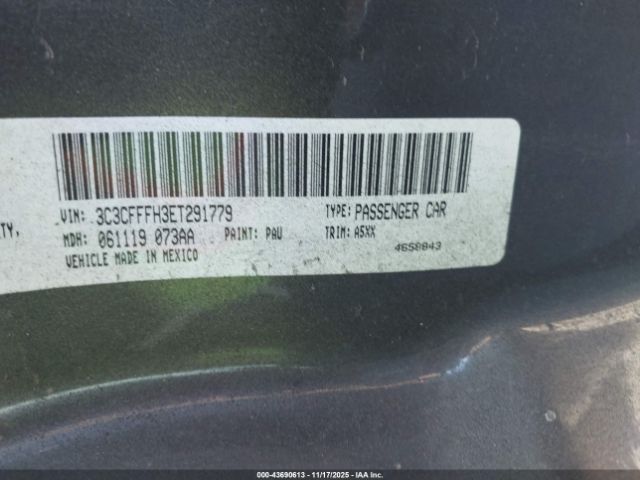 VIN: 3C3CFFFH3ET291779 TYPE: PASSENGER CAR
ITY, MDH: 061119 073AA PAINT: PAU TRIM: A5XX
VEHICLE MADE IN MEXICO 4658843
000-43690613 - 11/17/2025 - IAA Inc.